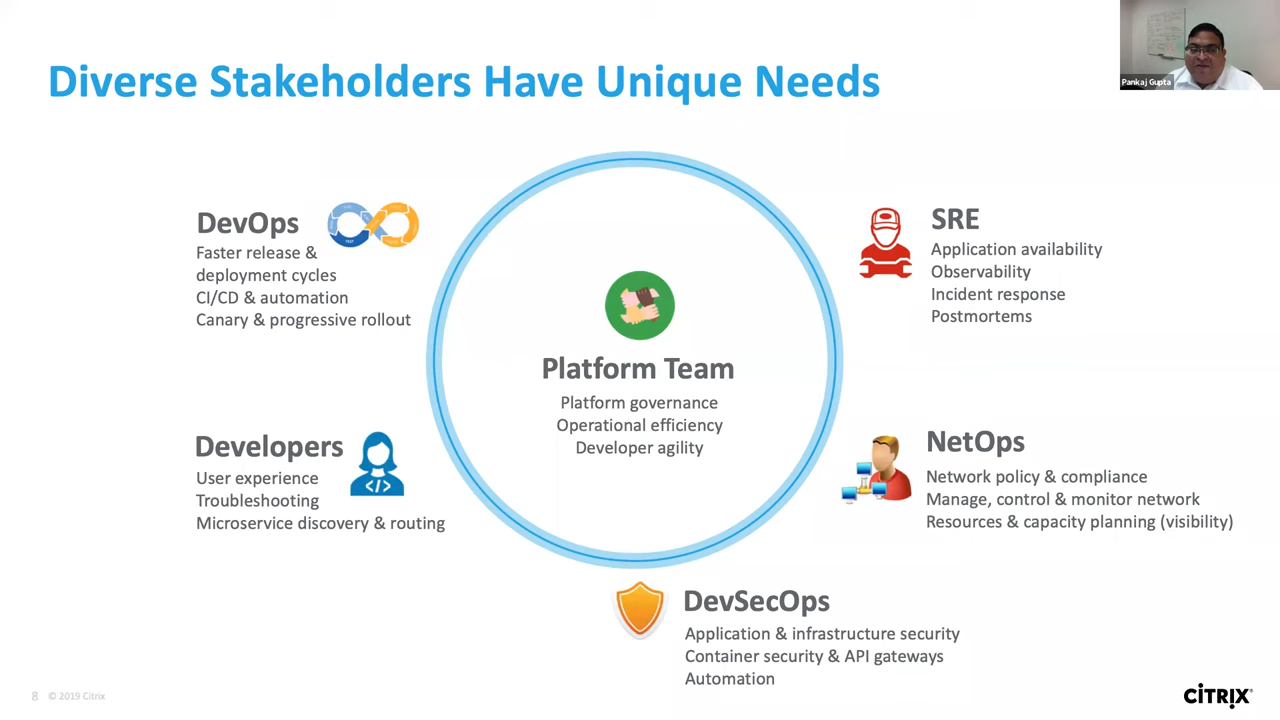 Diverse Stakeholders Have Unique Needs
Pankaj Gupta
DevOps
Faster release &
deployment cycles
CI/CD & automation
Canary & progressive rollout
SRE
Application availability
Observability
Incident response
Postmortems
Platform Team
Platform governance
Operational efficiency
Developer agility
Developers
User experience
Troubleshooting
Microservice discovery & routing
NetOps
Network policy & compliance
Manage, control & monitor network
Resources & capacity planning (visibility)
DevSecOps
Application & infrastructure security
Container security & API gateways
Automation
8 © 2019 Citrix
CİTRIX